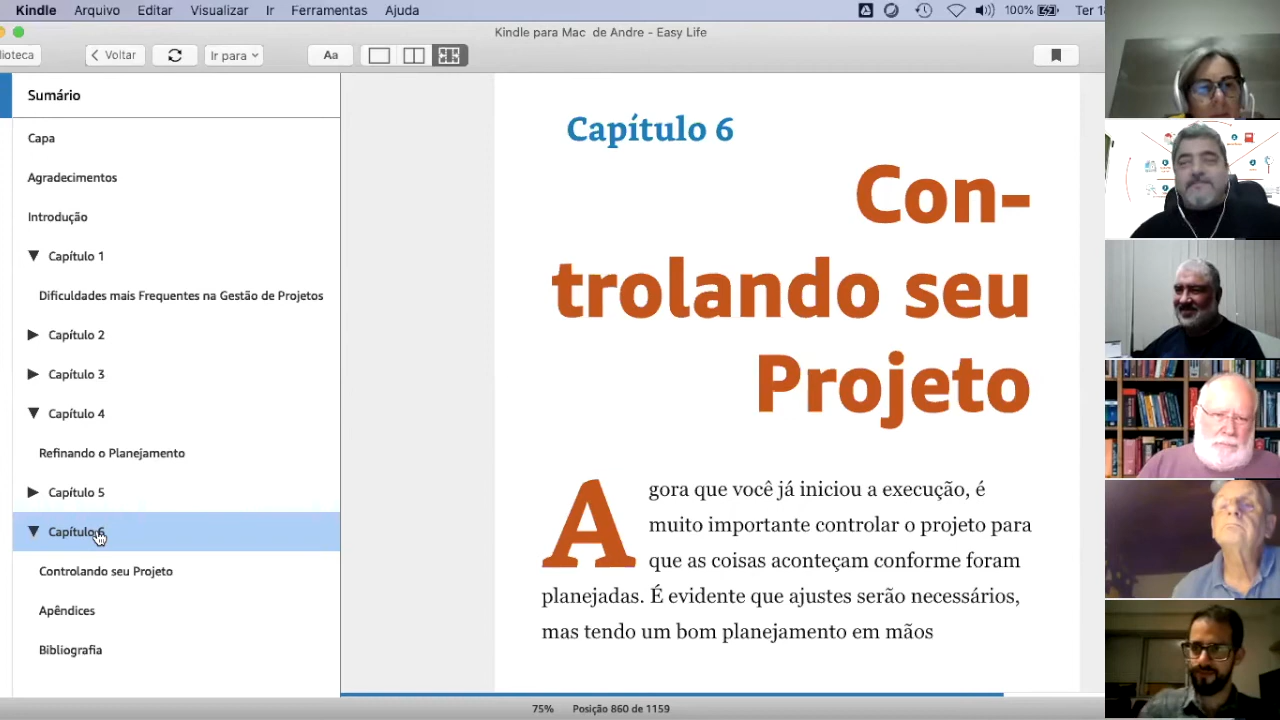 Kindle Arquivo Editar Visualizar Ir Ferramentas Ajuda 100% Ter
Kindle para Mac de Andre - Easy Life
lioteca Voltar Ir para Aa
Sumário
Capa
Agradecimentos
Introdução
Capítulo 1
Dificuldades mais Frequentes na Gestão de Projetos
Capítulo 2
Capítulo 3
Capítulo 4
Refinando o Planejamento
Capítulo 5
Capítulo 6
Controlando seu Projeto
Apêndices
Bibliografia
Capítulo 6
Con-
trolando seu
Projeto
Agora que você já iniciou a execução, é
muito importante controlar o projeto para
que as coisas aconteçam conforme foram
planejadas. É evidente que ajustes serão necessários,
mas tendo um bom planejamento em mãos
75% Posição 860 de 1159